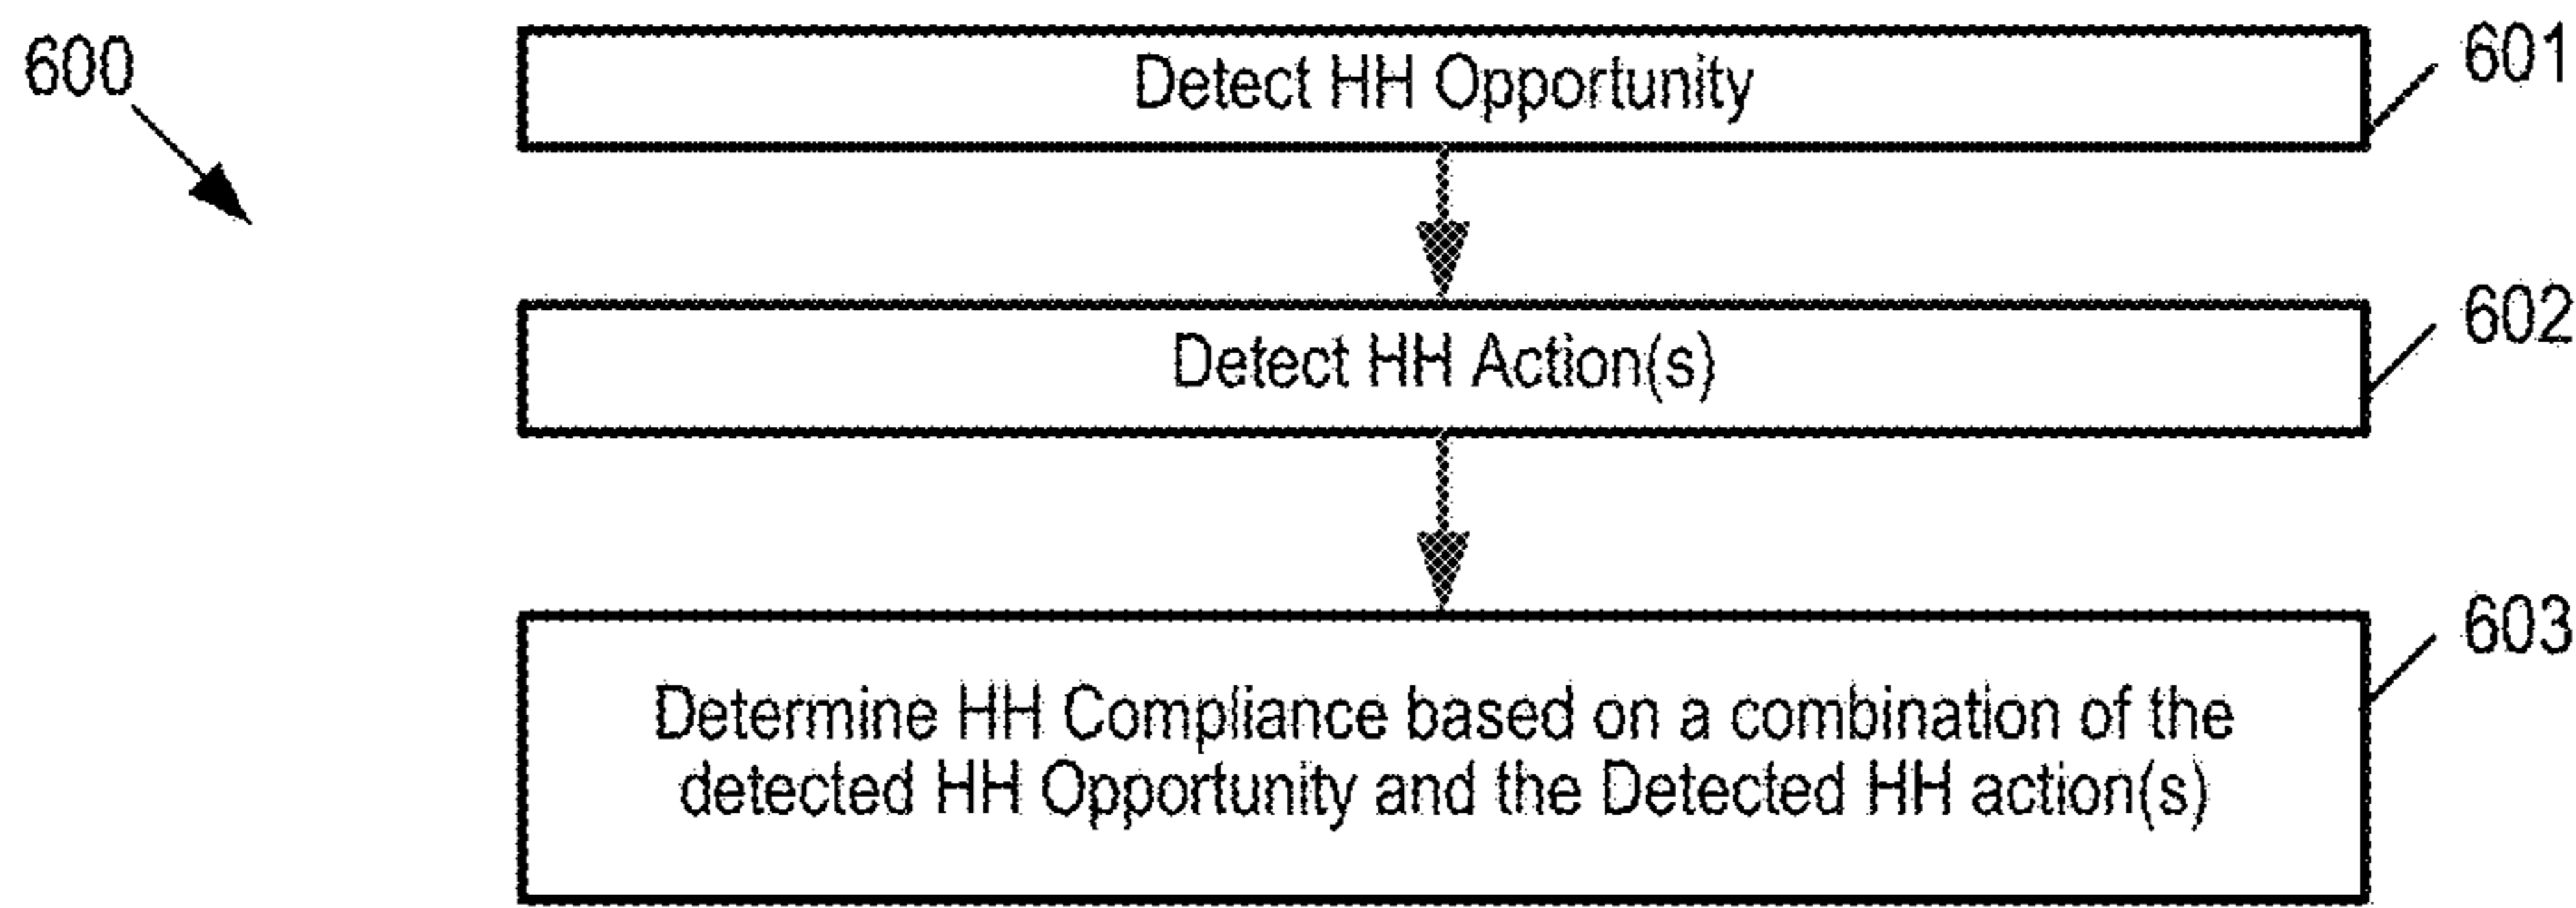 600
Detect HH Opportunity
601
Detect HH Action(s)
602
603
Determine HH Compliance based on a combination of the
detected HH Opportunity and the Detected HH action(s)